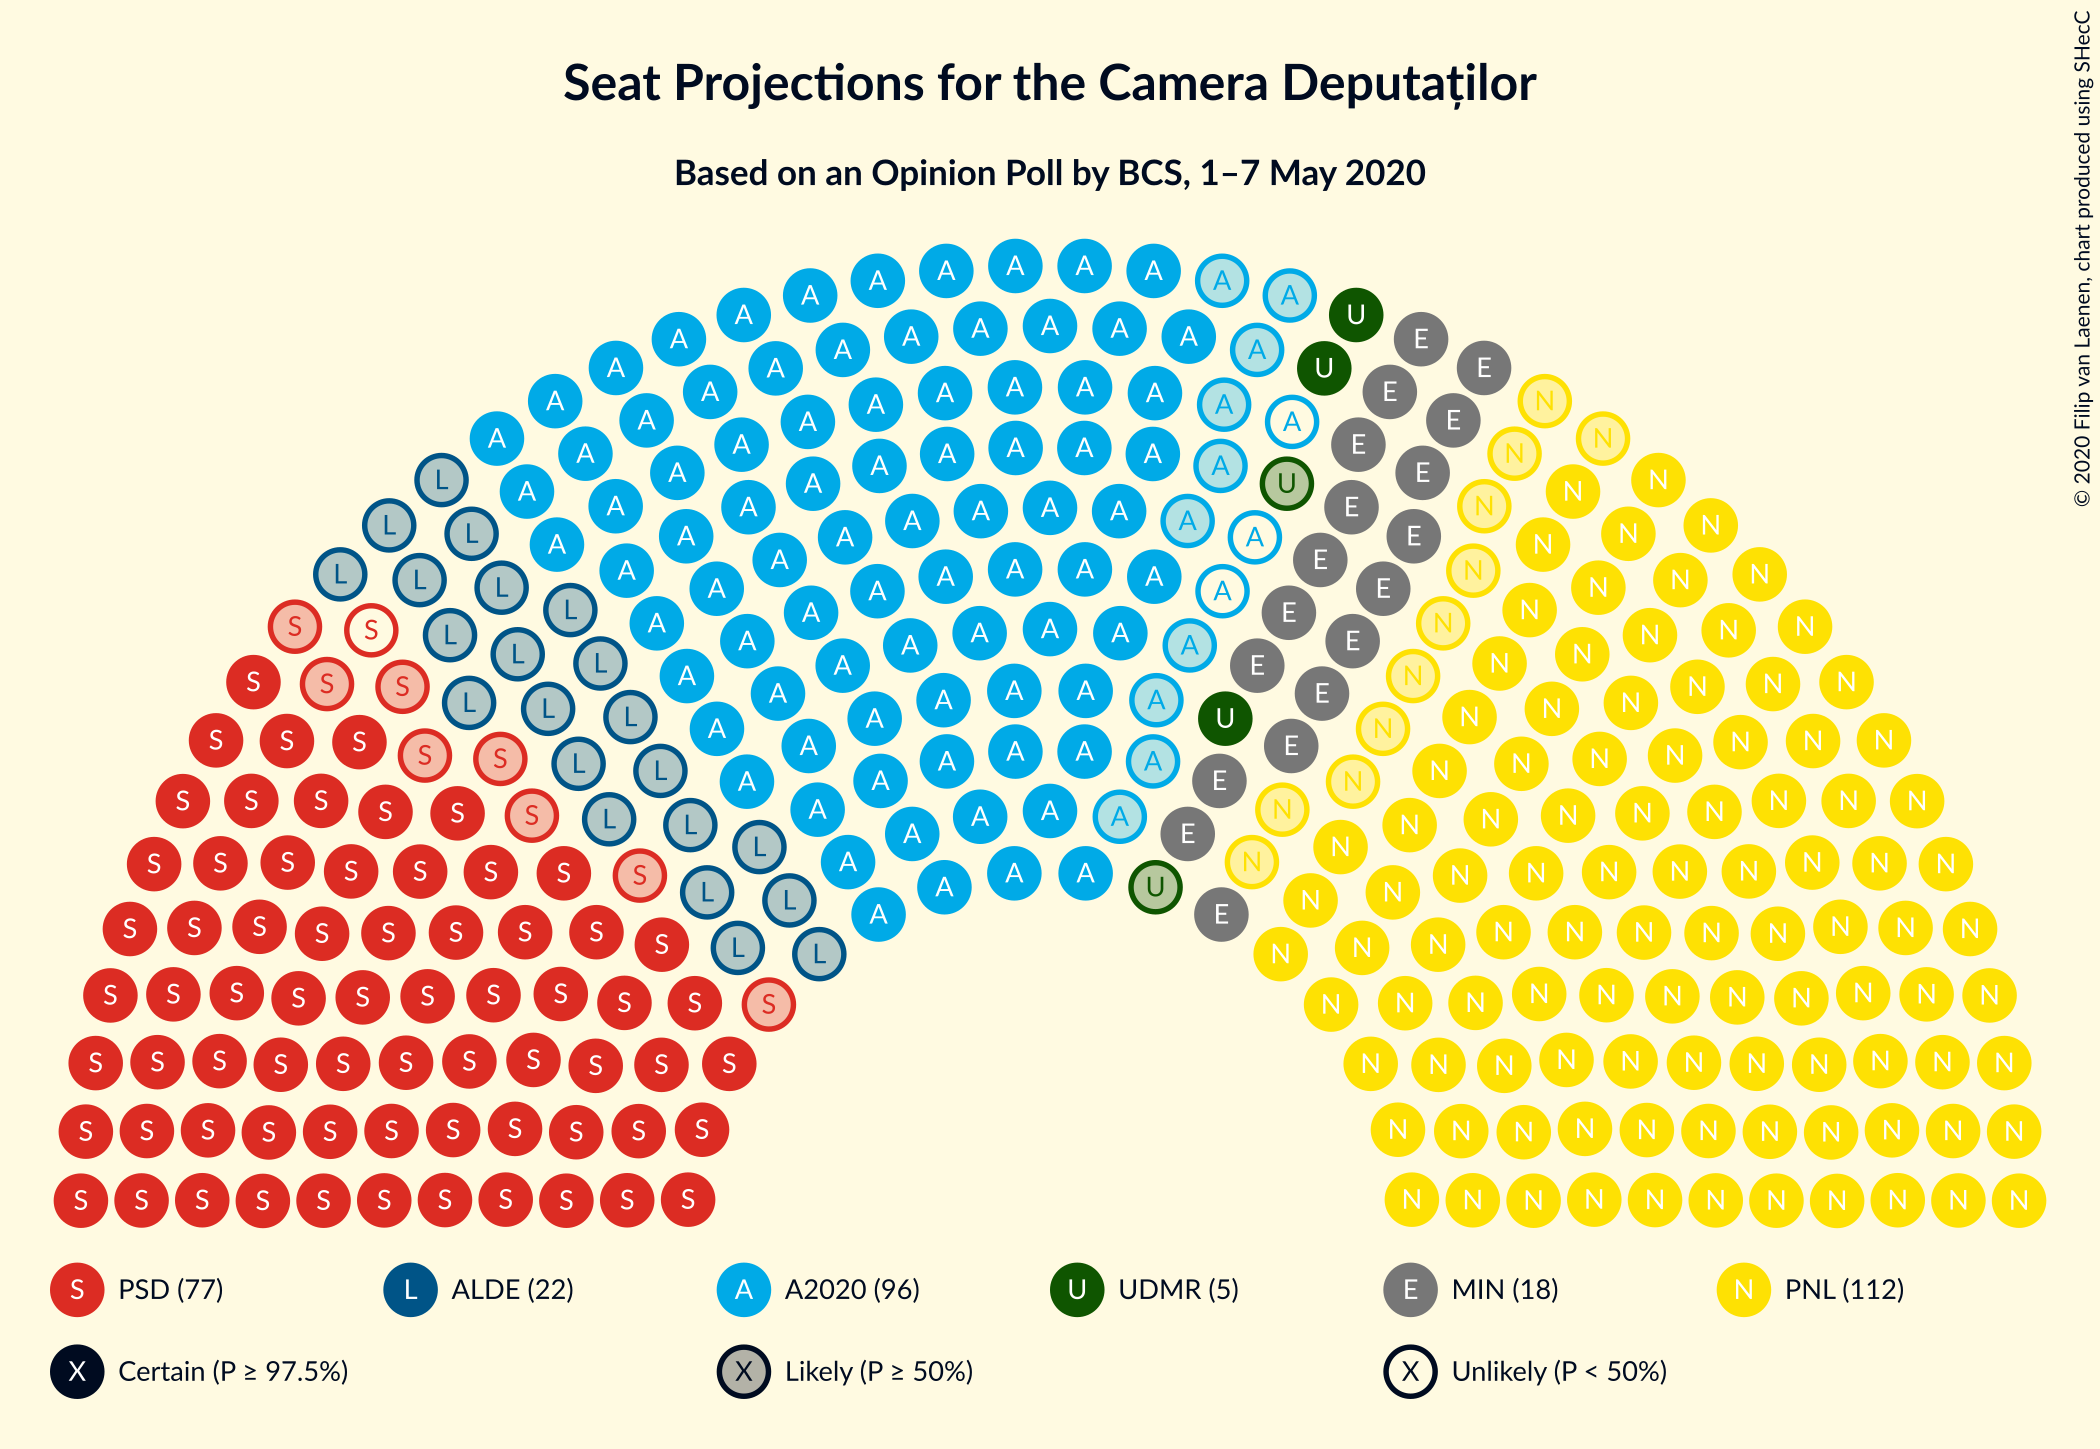 Seat Projections for the Camera Deputaților
Based on an Opinion Poll by BCS, 1–7 May 2020
© 2020 Filip van Laenen, chart produced using SHecC
S PSD (77)
L ALDE (22)
A A2020 (96)
U UDMR (5)
E MIN (18)
N PNL (112)
X Certain (P ≥ 97.5%)
X Likely (P ≥ 50%)
X Unlikely (P < 50%)